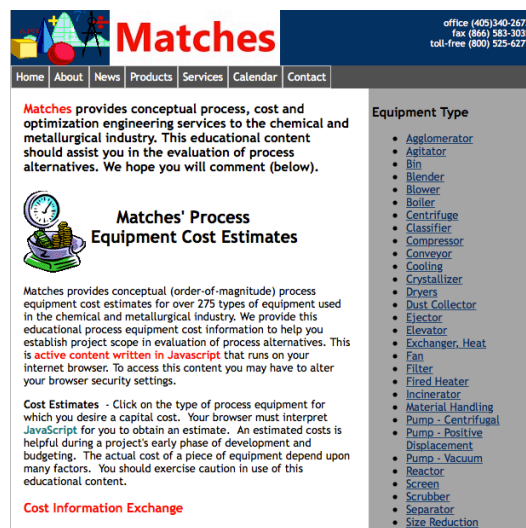 Matches
office (405)340-267
fax (866) 583-303
toll-free (800) 525-627
Home About News Products Services Calendar Contact
Matches provides conceptual process, cost and
optimization engineering services to the chemical and
metallurgical industry. This educational content
should assist you in the evaluation of process
alternatives. We hope you will comment (below).
Matches' Process
Equipment Cost Estimates
Matches provides conceptual (order-of-magnitude) process
equipment cost estimates for over 275 types of equipment used
in the chemical and metallurgical industry. We provide this
educational process equipment cost information to help you
establish project scope in evaluation of process alternatives. This
is active content written in Javascript that runs on your
internet browser. To access this content you may have to alter
your browser security settings.
Cost Estimates - Click on the type of process equipment for
which you desire a capital cost. Your browser must interpret
JavaScript for you to obtain an estimate. An estimated costs is
helpful during a project's early phase of development and
budgeting. The actual cost of a piece of equipment depend upon
many factors. You should exercise caution in use of this
educational content.
Cost Information Exchange
Equipment Type
Agglomerator
Agitator
Bin
Blender
Blower
Boiler
Centrifuge
Classifier
Compressor
Conveyor
Cooling
Crystallizer
Dryers
Dust Collector
Ejector
Elevator
Exchanger, Heat
Fan
Filter
Fired Heater
Incinerator
Material Handling
Pump - Centrifugal
Pump - Positive
Displacement
Pump - Vacuum
Reactor
Screen
Scrubber
Separator
Size Reduction